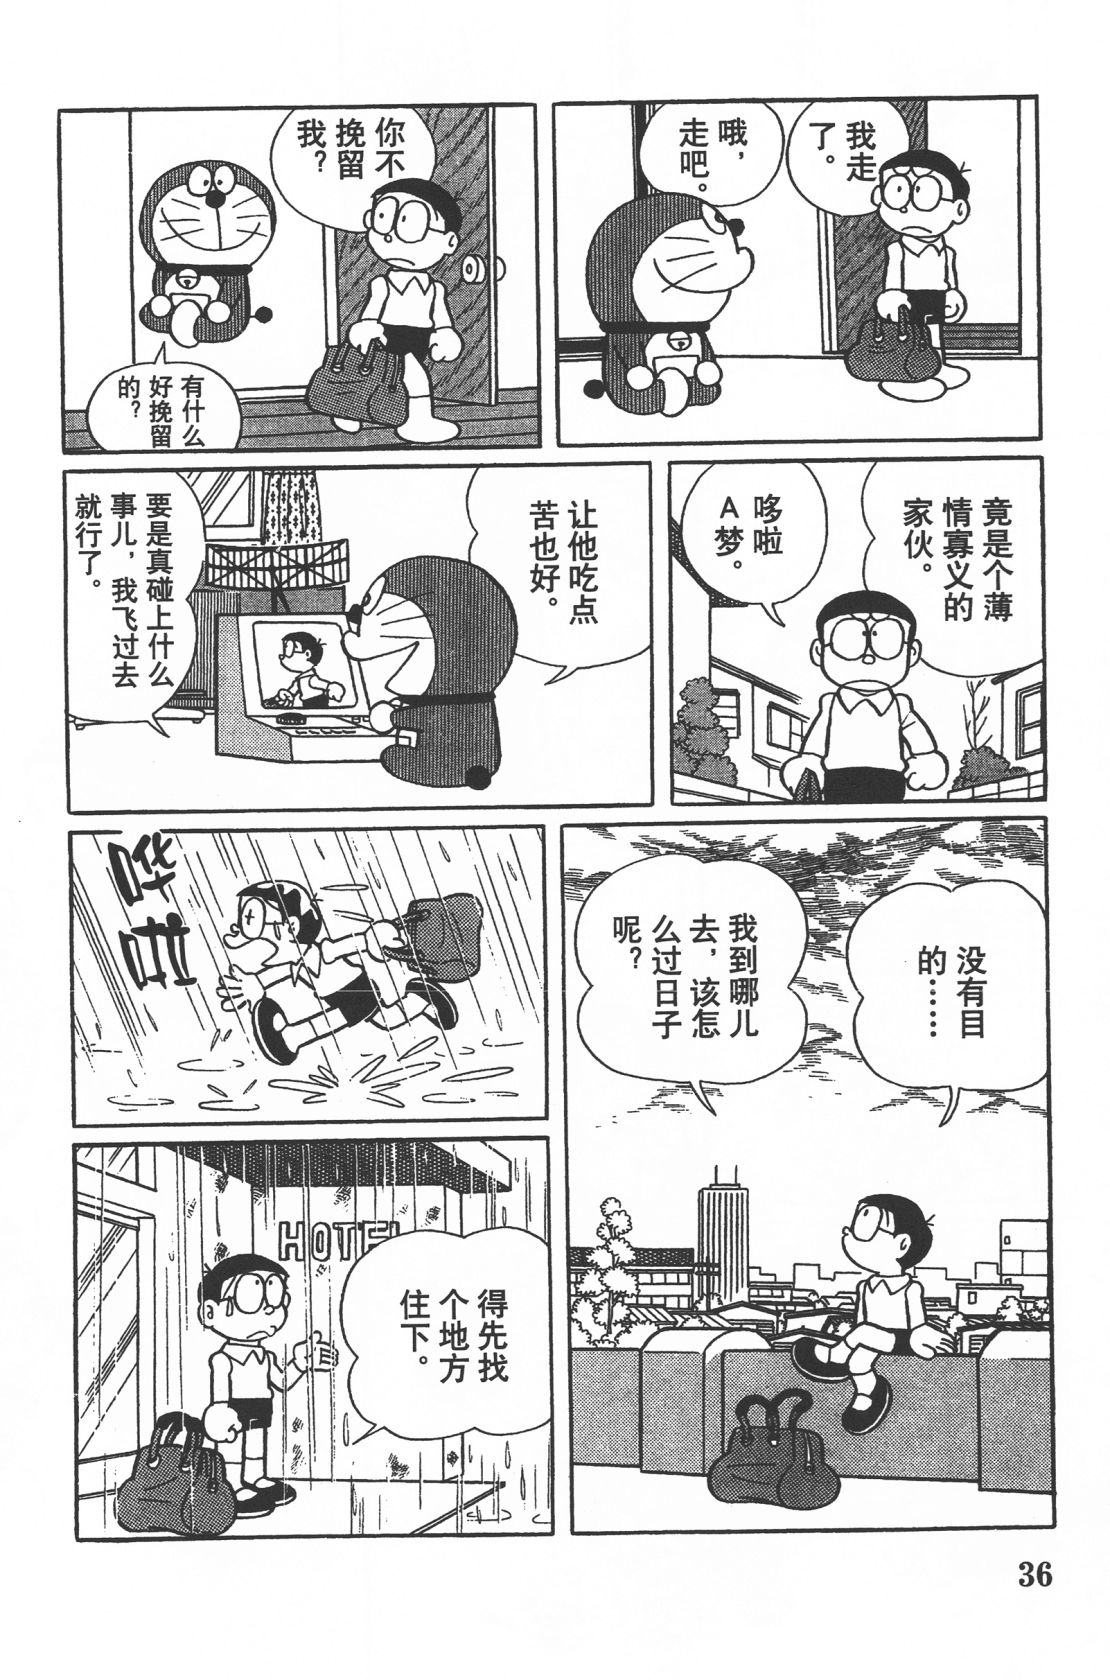 我走
了。
哦，
走吧。
你不
挽留
我？
有什么
好挽留
的？
竟是个薄
情寡义的
家伙。
哆啦
A
梦。
让他吃点
苦也好。
要是真碰上什么
事儿，我飞过去
就行了。
没有目
的……
我到哪儿
去，该怎
么过日子
呢？
哗
啦
HOTEL
得先找
个地方
住下。
36